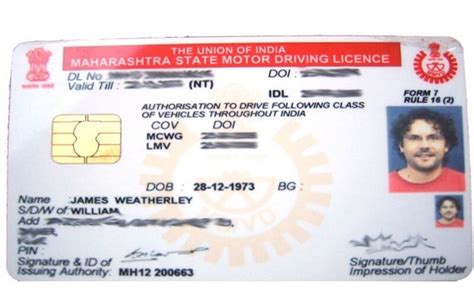 THE UNION OF INDIA
MAHARASHTRA STATE MOTOR DRIVING LICENCE
DL No DOI :
Valid Till : (NT) IDL
FORM 7
RULE 16 (2)
AUTHORISATION TO DRIVE FOLLOWING CLASS
OF VEHICLES THROUGHOUT INDIA
COV DOI
MCWG
LMV
DOB : 28-12-1973 BG :
Name JAMES WEATHERLEY
S/D/W of WILLIAM
Add
PIN
Signature & ID of
Issuing Authority: MH12 200663
Signature/Thumb
Impression of Holder